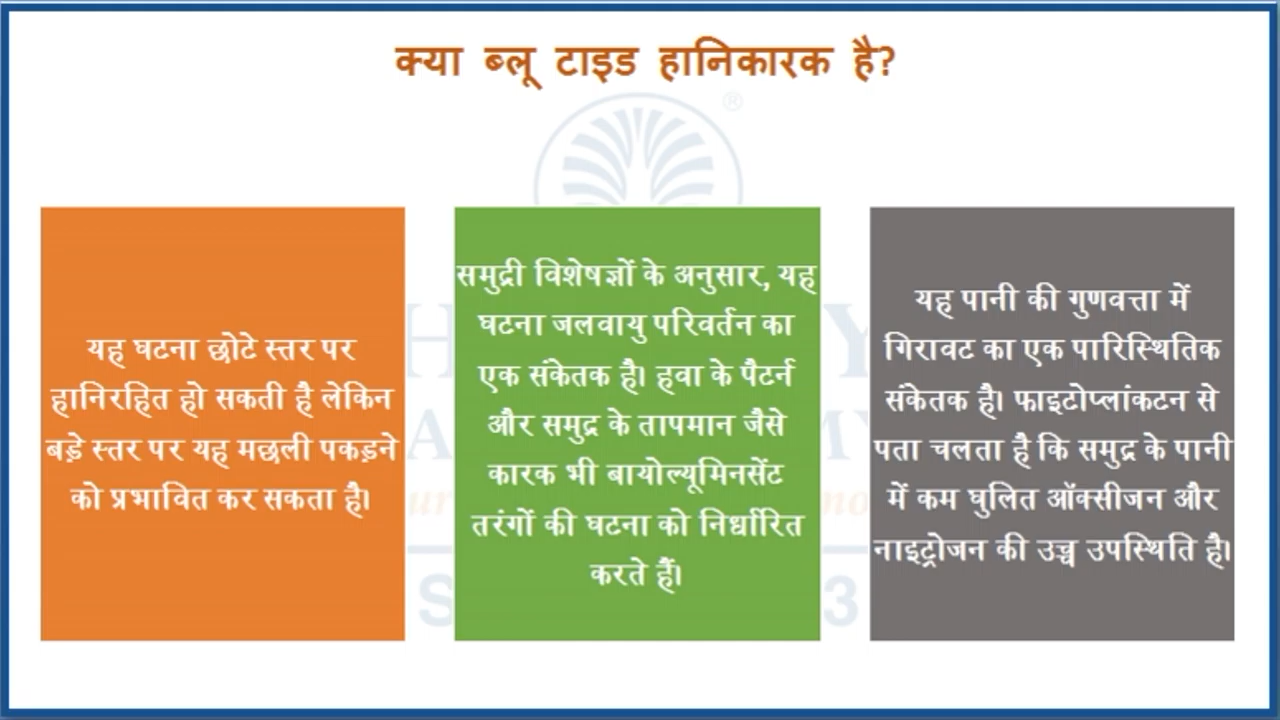 क्या ब्लू टाइड हानिकारक है?
यह घटना छोटे स्तर पर
हानिरहित हो सकती है लेकिन
बड़े स्तर पर यह मछली पकड़ने
को प्रभावित कर सकता है।
समुद्री विशेषज्ञों के अनुसार, यह
घटना जलवायु परिवर्तन का
एक संकेतक है। हवा के पैटर्न
और समुद्र के तापमान जैसे
कारक भी बायोल्यूमिनसेंट
तरंगों की घटना को निर्धारित
करते हैं।
यह पानी की गुणवत्ता में
गिरावट का एक पारिस्थितिक
संकेतक है। फाइटोप्लांकटन से
पता चलता है कि समुद्र के पानी
में कम घुलित ऑक्सीजन और
नाइट्रोजन की उच्च उपस्थिति है।